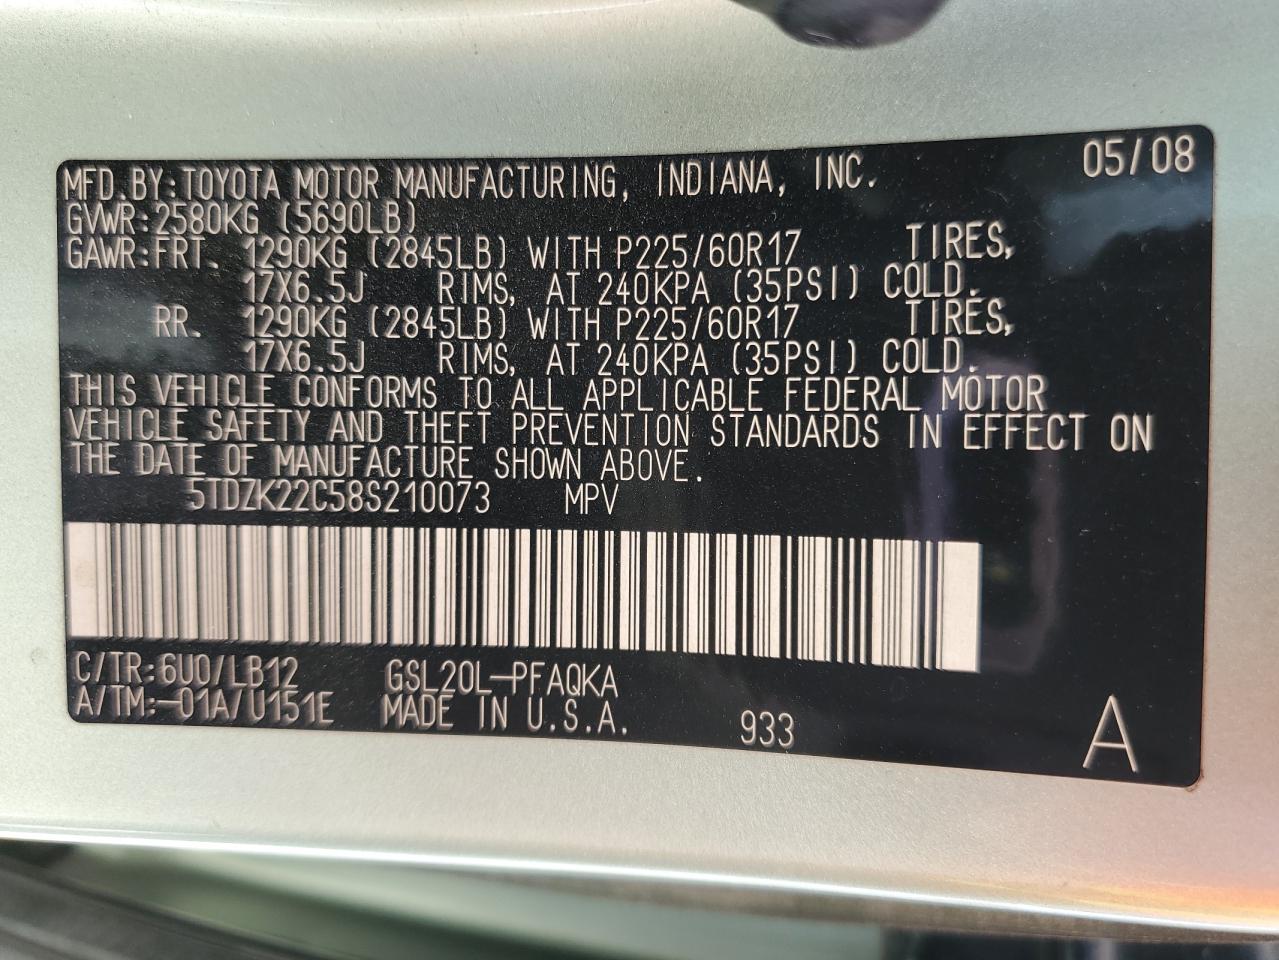 05/08
MFD.BY:TOYOTA MOTOR MANUFACTURING, INDIANA, INC.
GVWR:2580KG (5690LB)
GAWR:FRT. 1290KG (2845LB) WITH P225/60R17 TIRES,
17X6.5J RIMS, AT 240KPA (35PSI) COLD.
RR. 1290KG (2845LB) WITH P225/60R17 TIRES,
17X6.5J RIMS, AT 240KPA (35PSI) COLD.
THIS VEHICLE CONFORMS TO ALL APPLICABLE FEDERAL MOTOR
VEHICLE SAFETY AND THEFT PREVENTION STANDARDS IN EFFECT ON
THE DATE OF MANUFACTURE SHOWN ABOVE.
5TDZK22C58S210073 MPV
C/TR:6U0/LB12 GSL20L-PFAQKA
A/TM:-01A/U151E MADE IN U.S.A. 933
A